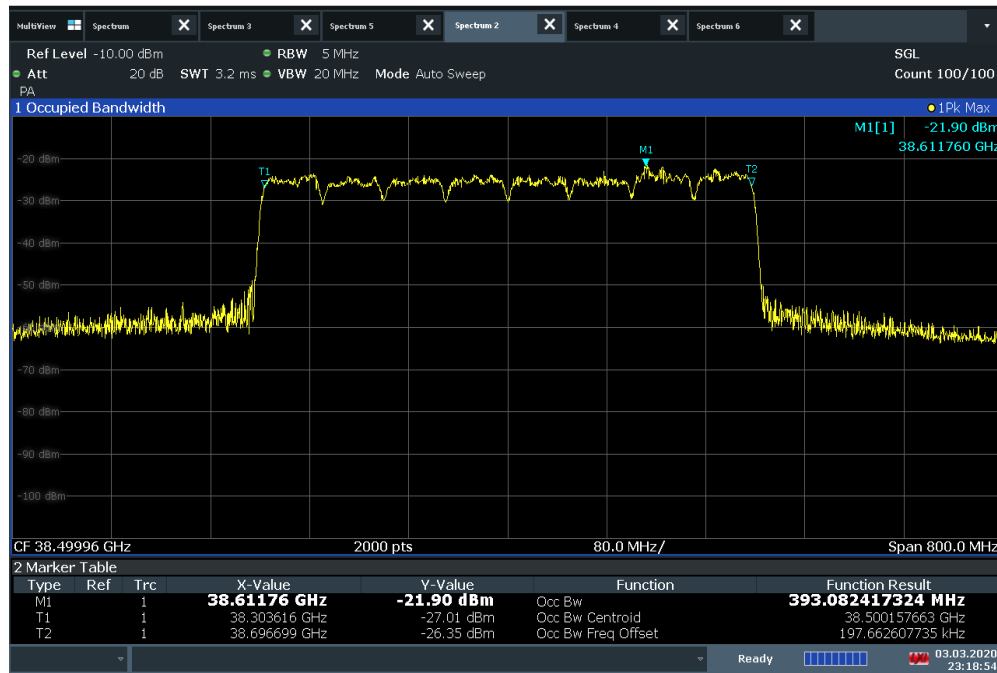 MultiView Spectrum X Spectrum 3 X Spectrum 5 X Spectrum 2 X Spectrum 4 X Spectrum 6 X
Ref Level -10.00 dBm RBW 5 MHz SGL
Att 20 dB SWT 3.2 ms VBW 20 MHz Mode Auto Sweep Count 100/100
PA
1 Occupied Bandwidth 1Pk Max
M1[1] -21.90 dBm
38.611760 GHz
M1
-20 dBm
T1 T2
-30 dBm
-40 dBm
-50 dBm
-70 dBm
-80 dBm
-90 dBm
-100 dBm
CF 38.49996 GHz 2000 pts 80.0 MHz/ Span 800.0 MHz
2 Marker Table
Type Ref Trc X-Value Y-Value Function Function Result
M1 1 38.61176 GHz -21.90 dBm Occ Bw 393.082417324 MHz
T1 1 38.303616 GHz -27.01 dBm Occ Bw Centroid 38.500157663 GHz
T2 1 38.696699 GHz -26.35 dBm Occ Bw Freq Offset 197.662607735 kHz
Ready 03.03.2020
23:18:54